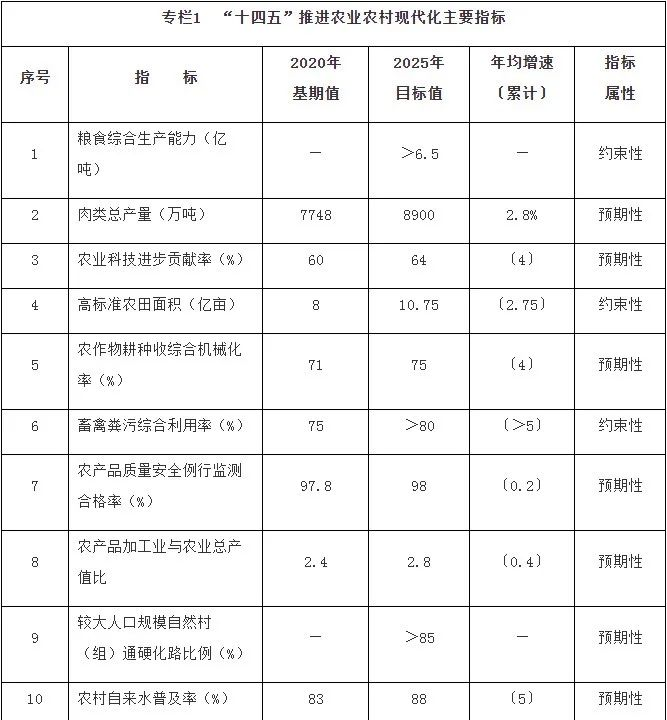 专栏1 “十四五”推进农业农村现代化主要指标
序号 指 标 2020年基期值 2025年目标值 年均增速〔累计〕 指标属性
1 粮食综合生产能力（亿吨） — ＞6.5 — 约束性
2 肉类总产量（万吨） 7748 8900 2.8% 预期性
3 农业科技进步贡献率（%） 60 64 〔4〕 预期性
4 高标准农田面积（亿亩） 8 10.75 〔2.75〕 约束性
5 农作物耕种收综合机械化率（%） 71 75 〔4〕 预期性
6 畜禽粪污综合利用率（%） 75 ＞80 〔＞5〕 约束性
7 农产品质量安全例行监测合格率（%） 97.8 98 〔0.2〕 预期性
8 农产品加工业与农业总产值比 2.4 2.8 〔0.4〕 预期性
9 较大人口规模自然村（组）通硬化路比例（%） — ＞85 — 预期性
10 农村自来水普及率（%） 83 88 〔5〕 预期性